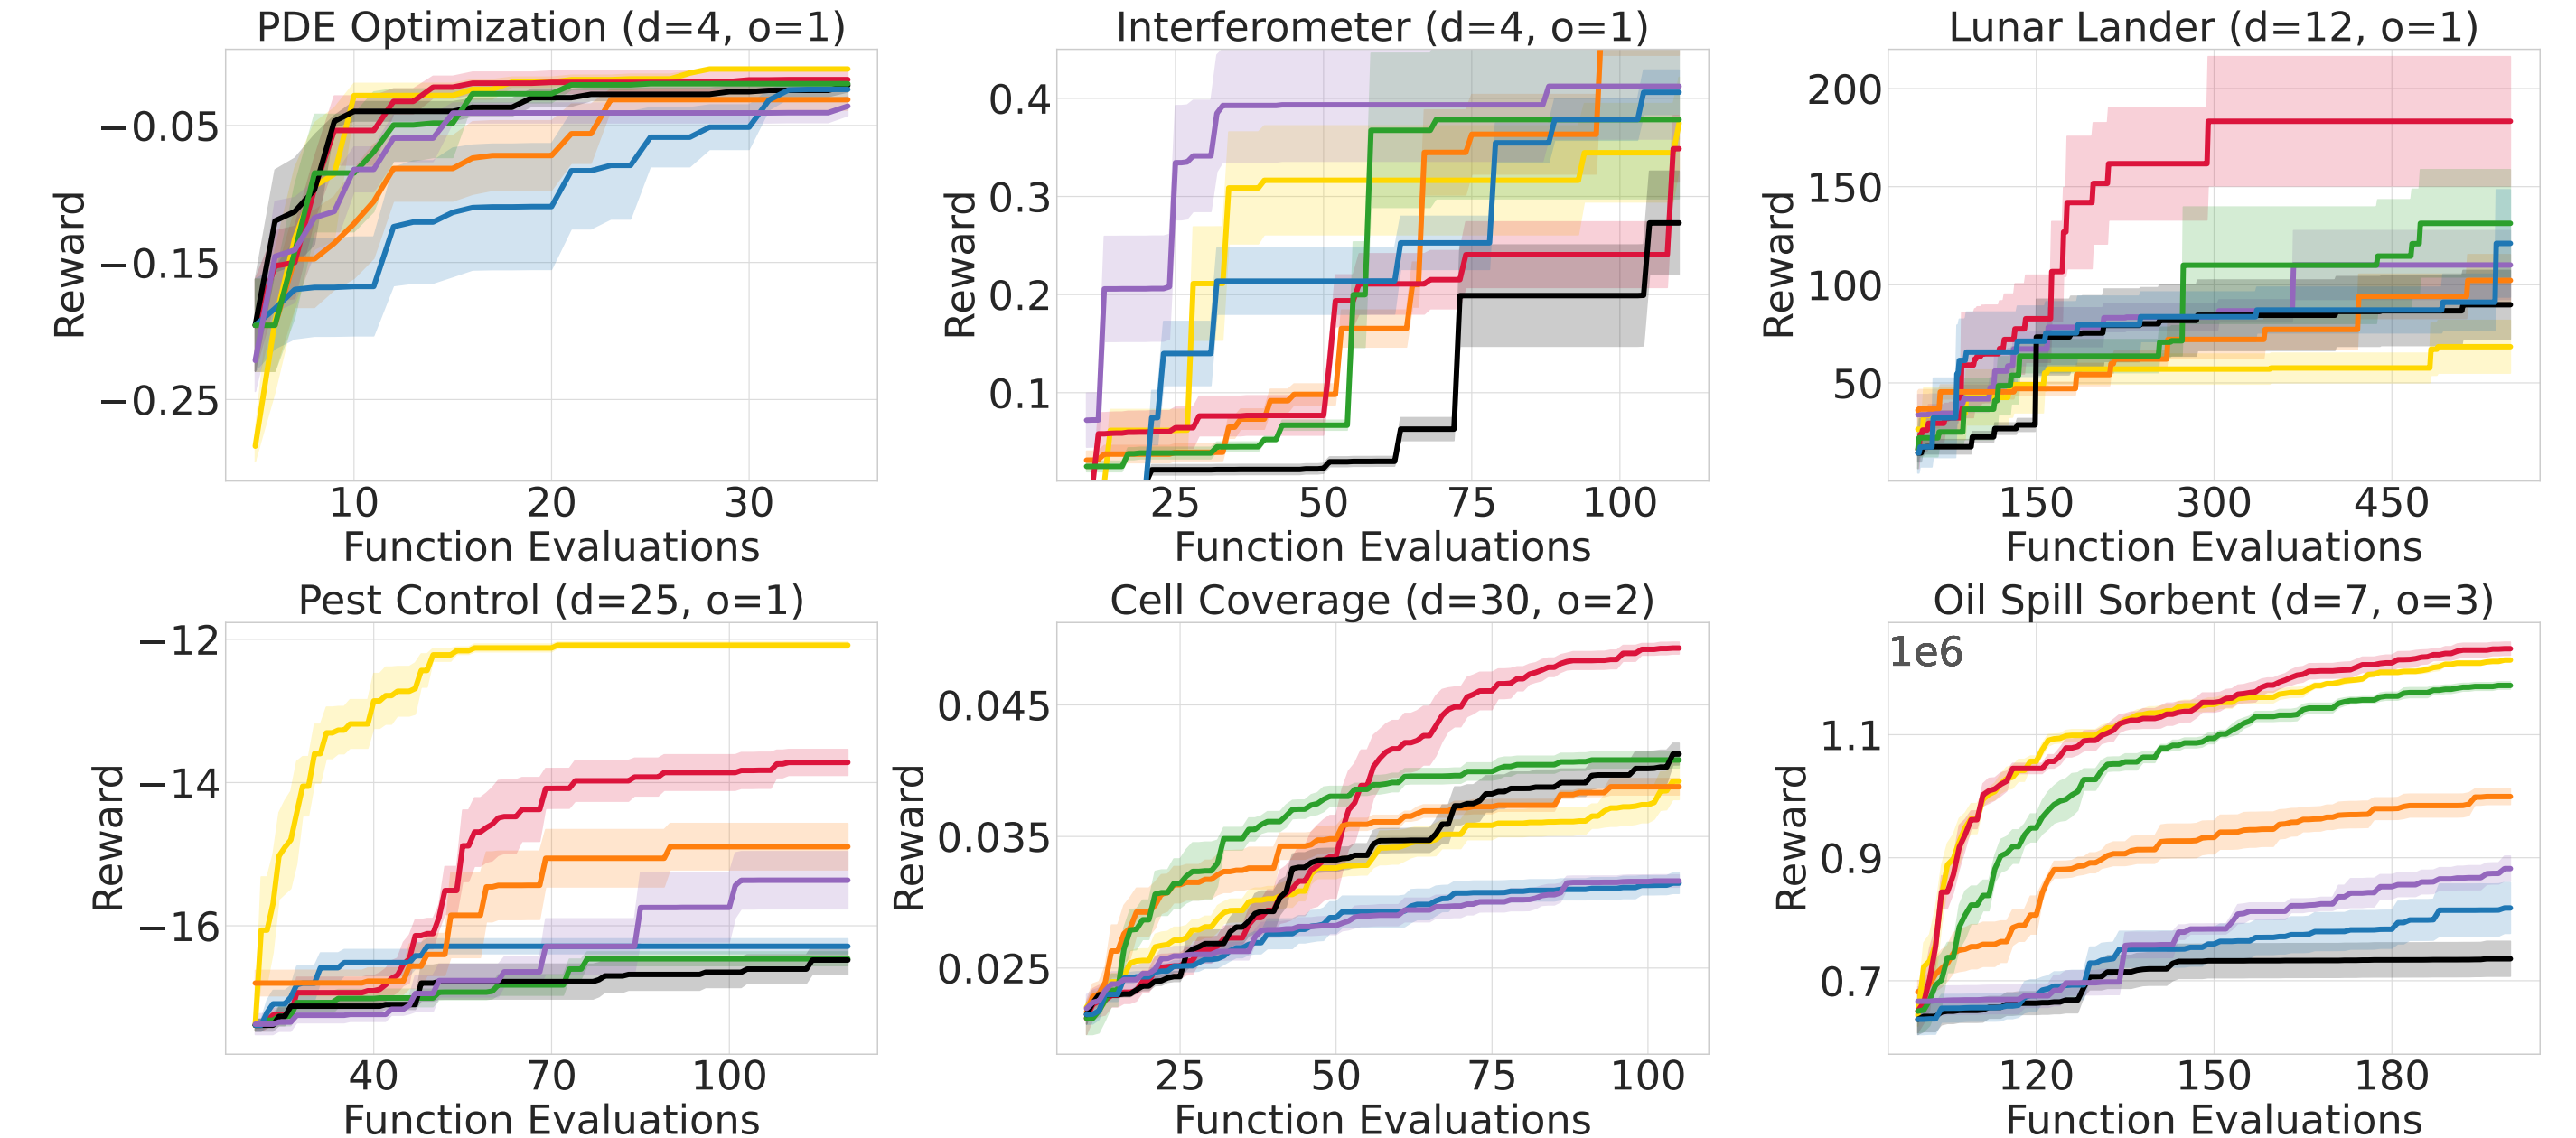 PDE Optimization (d=4, o=1)
Reward
−0.05
−0.15
−0.25
10 20 30
Function Evaluations
Interferometer (d=4, o=1)
Reward
0.4
0.3
0.2
0.1
25 50 75 100
Function Evaluations
Lunar Lander (d=12, o=1)
Reward
200
150
100
50
150 300 450
Function Evaluations
Pest Control (d=25, o=1)
Reward
−12
−14
−16
40 70 100
Function Evaluations
Cell Coverage (d=30, o=2)
Reward
0.045
0.035
0.025
25 50 75 100
Function Evaluations
Oil Spill Sorbent (d=7, o=3)
1e6
Reward
1.1
0.9
0.7
120 150 180
Function Evaluations